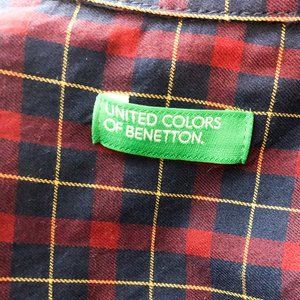 UNITED COLORS
OF BENETTON.